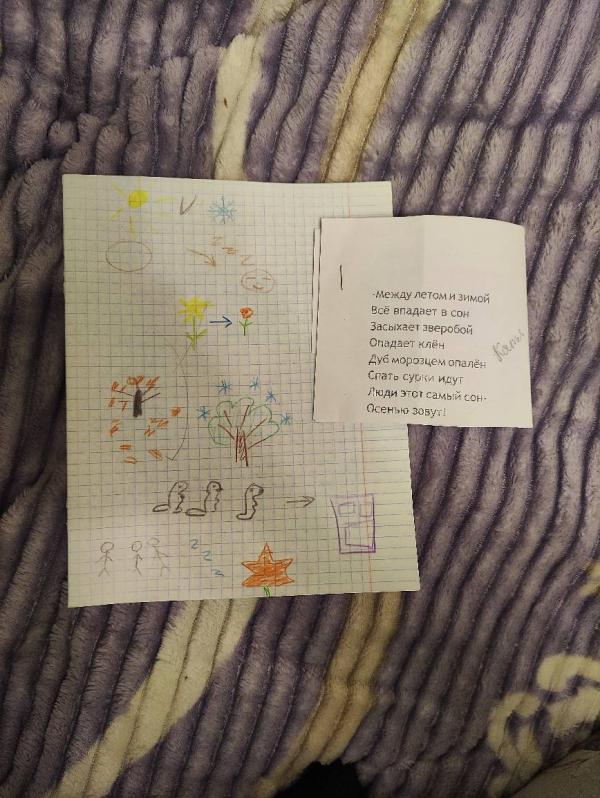 -Между летом и зимой
Всё впадает в сон
Засыхает зверобой
Опадает клён
Дуб морозцем опалён
Спать сурки идут
Люди этот самый сон-
Осенью зовут!
z z z
z z z